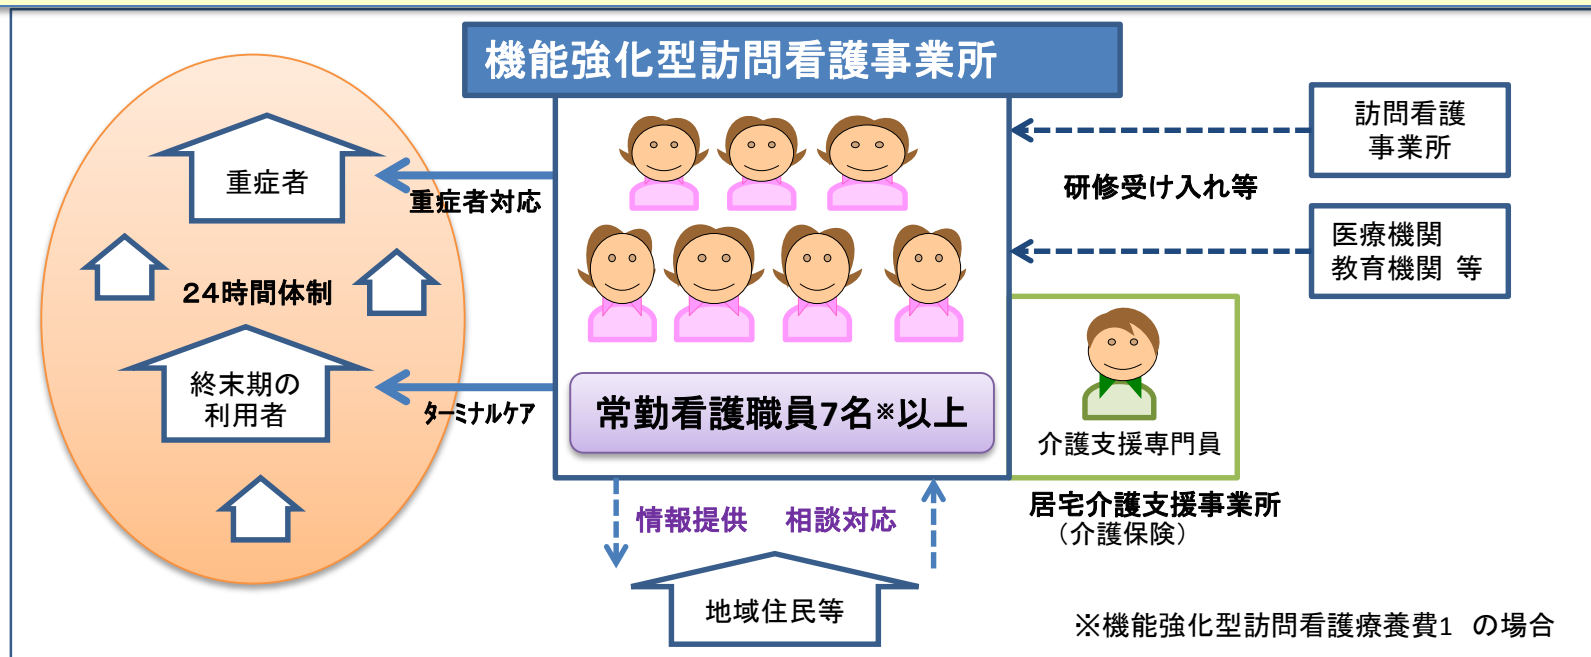 機能強化型訪問看護事業所
重症者
重症者対応
24時間体制
終末期の
利用者
ターミナルケア
常勤看護職員7名※以上
訪問看護
事業所
研修受け入れ等
医療機関
教育機関 等
介護支援専門員
居宅介護支援事業所
(介護保険)
情報提供 相談対応
地域住民等
※機能強化型訪問看護療養費1 の場合